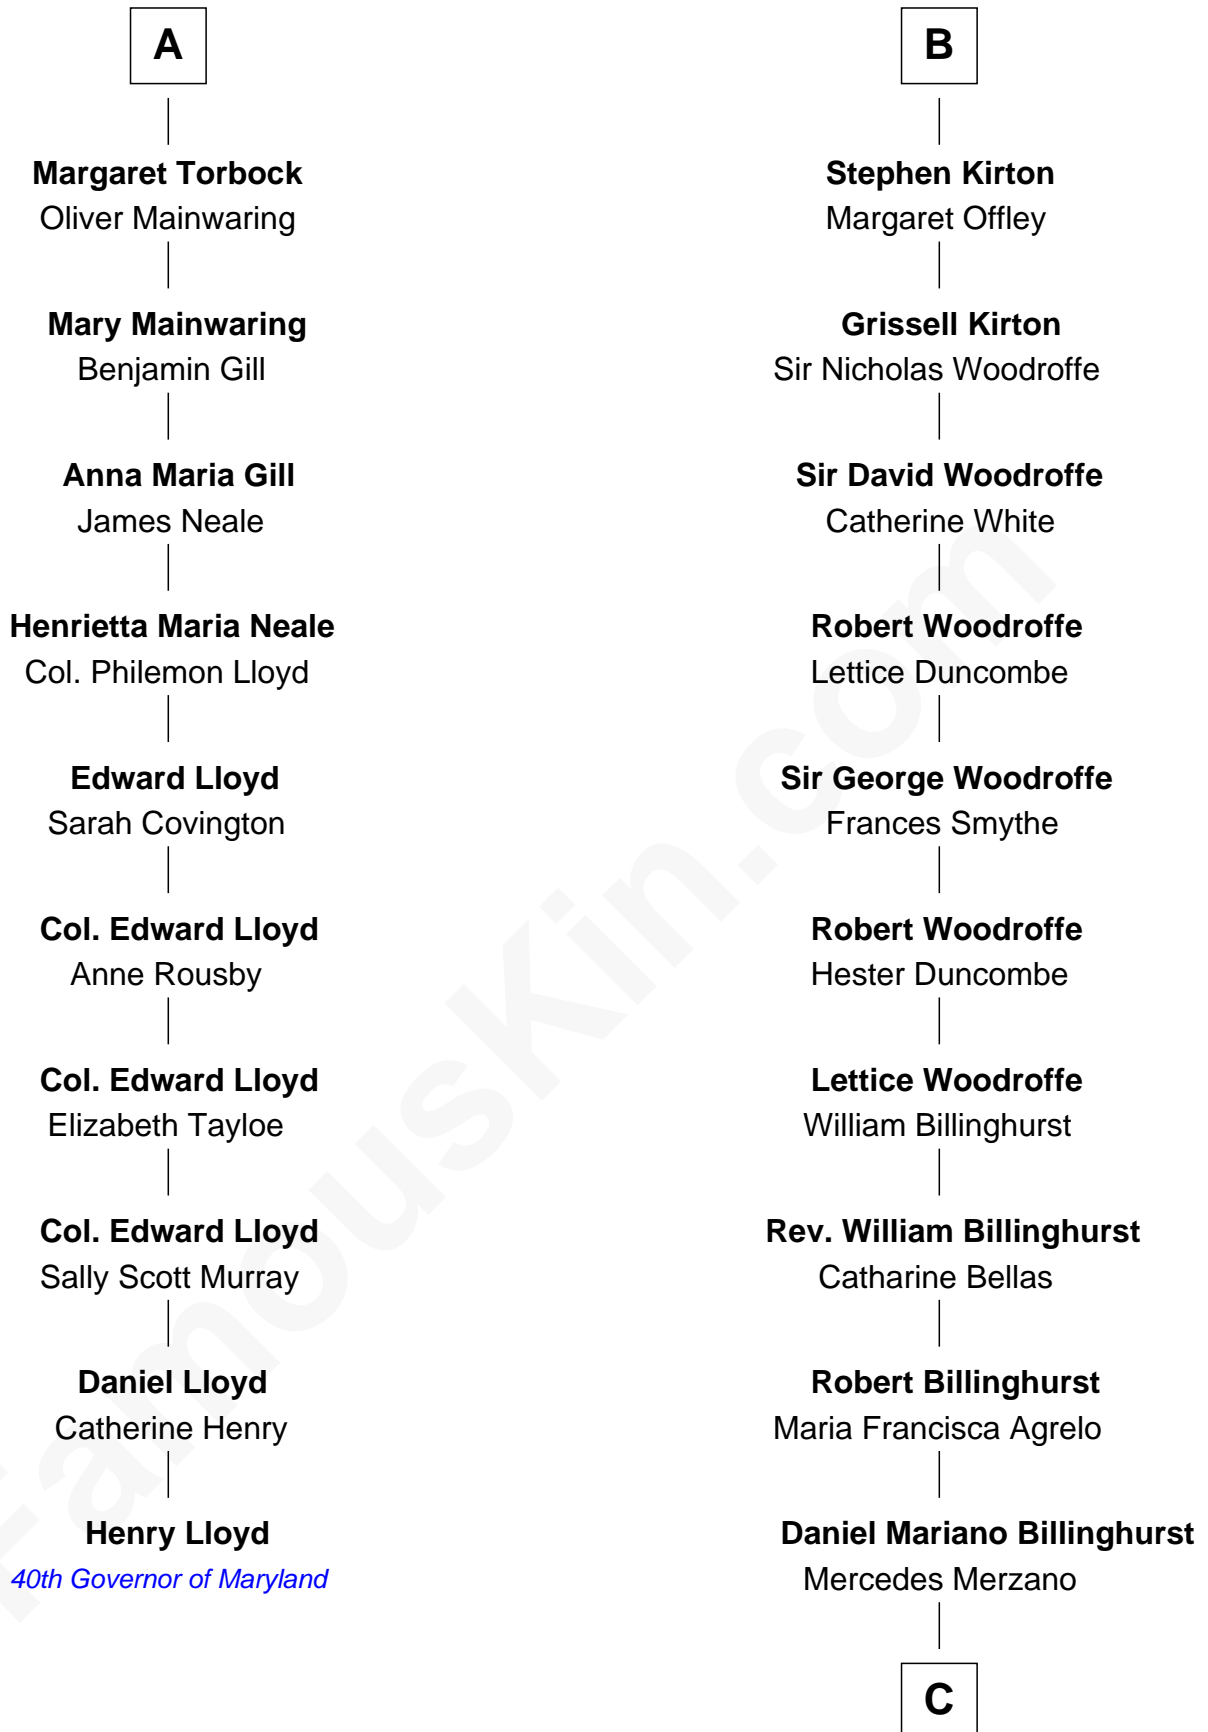 A
Margaret Torbock
Oliver Mainwaring
Mary Mainwaring
Benjamin Gill
Anna Maria Gill
James Neale
Henrietta Maria Neale
Col. Philemon Lloyd
Edward Lloyd
Sarah Covington
Col. Edward Lloyd
Anne Rousby
Col. Edward Lloyd
Elizabeth Tayloe
Col. Edward Lloyd
Sally Scott Murray
Daniel Lloyd
Catherine Henry
Henry Lloyd
40th Governor of Maryland
B
Stephen Kirton
Margaret Offley
Grissell Kirton
Sir Nicholas Woodroffe
Sir David Woodroffe
Catherine White
Robert Woodroffe
Lettice Duncombe
Sir George Woodroffe
Frances Smythe
Robert Woodroffe
Hester Duncombe
Lettice Woodroffe
William Billinghurst
Rev. William Billinghurst
Catharine Bellas
Robert Billinghurst
Maria Francisca Agrelo
Daniel Mariano Billinghurst
Mercedes Merzano
C
FamousKin.com